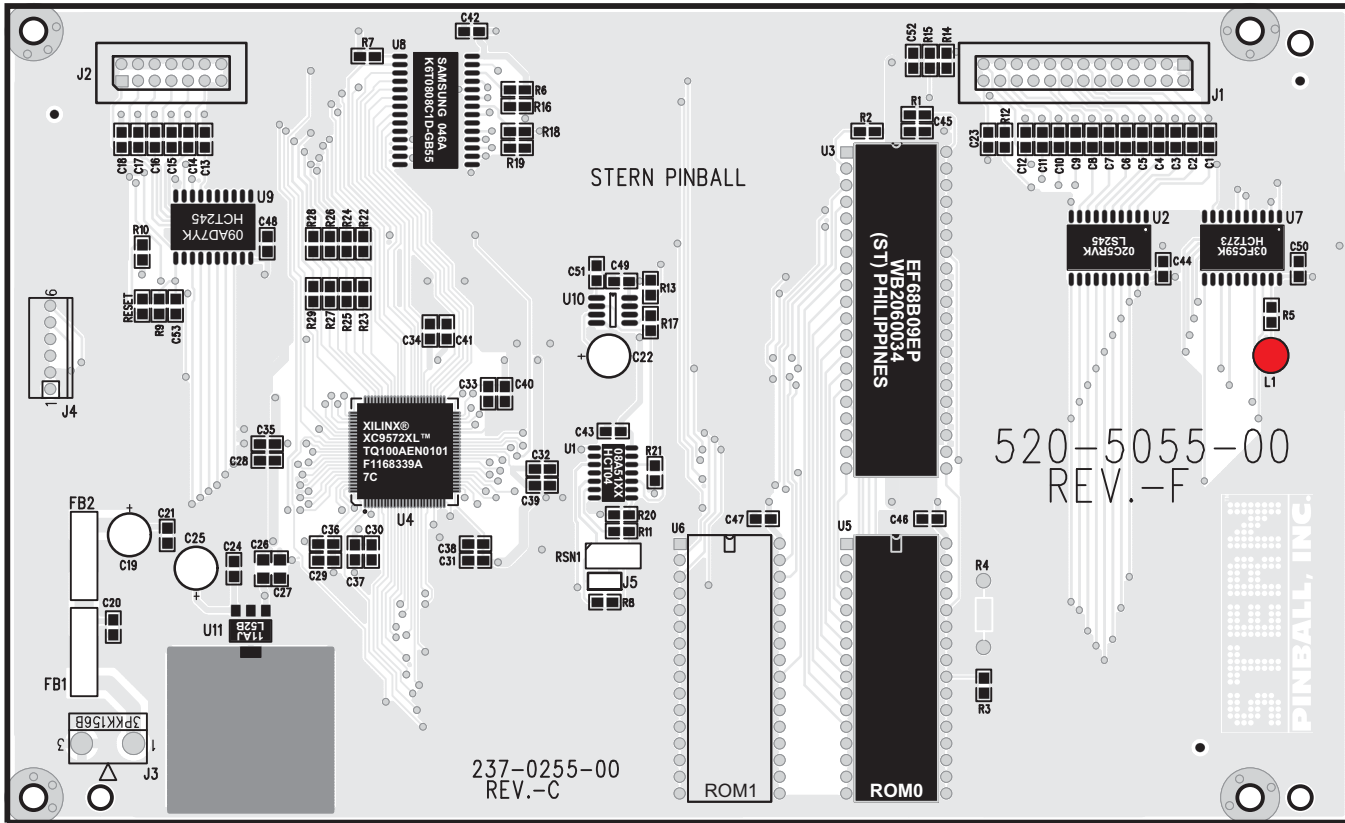 C42
R7
U8
SAMSUNG 046A
K6T0808C1D-GB55
R6
R16
R18
R19
J2
C18
C17
C16
C15
C14
C13
U9
09AD7YK
HCT245
C48
R10
RESET
R9
C53
R28
R26
R24
R22
R29
R27
R25
R23
STERN PINBALL
C52
R15
R14
R1
C45
R2
U3
EF68B09EP
WB2060034
(ST) PHILIPPINES
J1
C23
R12
C12
C11
C10
C9
C8
C7
C6
C5
C4
C3
C2
C1
U2
02C5RVK
LS245
C44
U7
03FC59K
HCT273
C50
R5
L1
6
1
J4
C34
C41
C51
C49
U10
R13
R17
+
C22
C33
C40
XILINX®
XC9572XL™
TQ100AEN0101
F1168339A
7C
U4
C35
C28
C32
C39
C43
U1
08A51XX
HCT04
R21
R20
R11
RSN1
J5
R8
520-5055-00
REV.-F
FB2
+
C19
C21
C25
+
C24
C26
C27
C36
C29
C30
C37
C38
C31
U6
C47
U5
C46
R4
R3
U11
11AJ
L52B
C20
FB1
3PKK156B
3
1
J3
237-0255-00
REV.-C
ROM1
ROM0
STERN
PINBALL, INC.